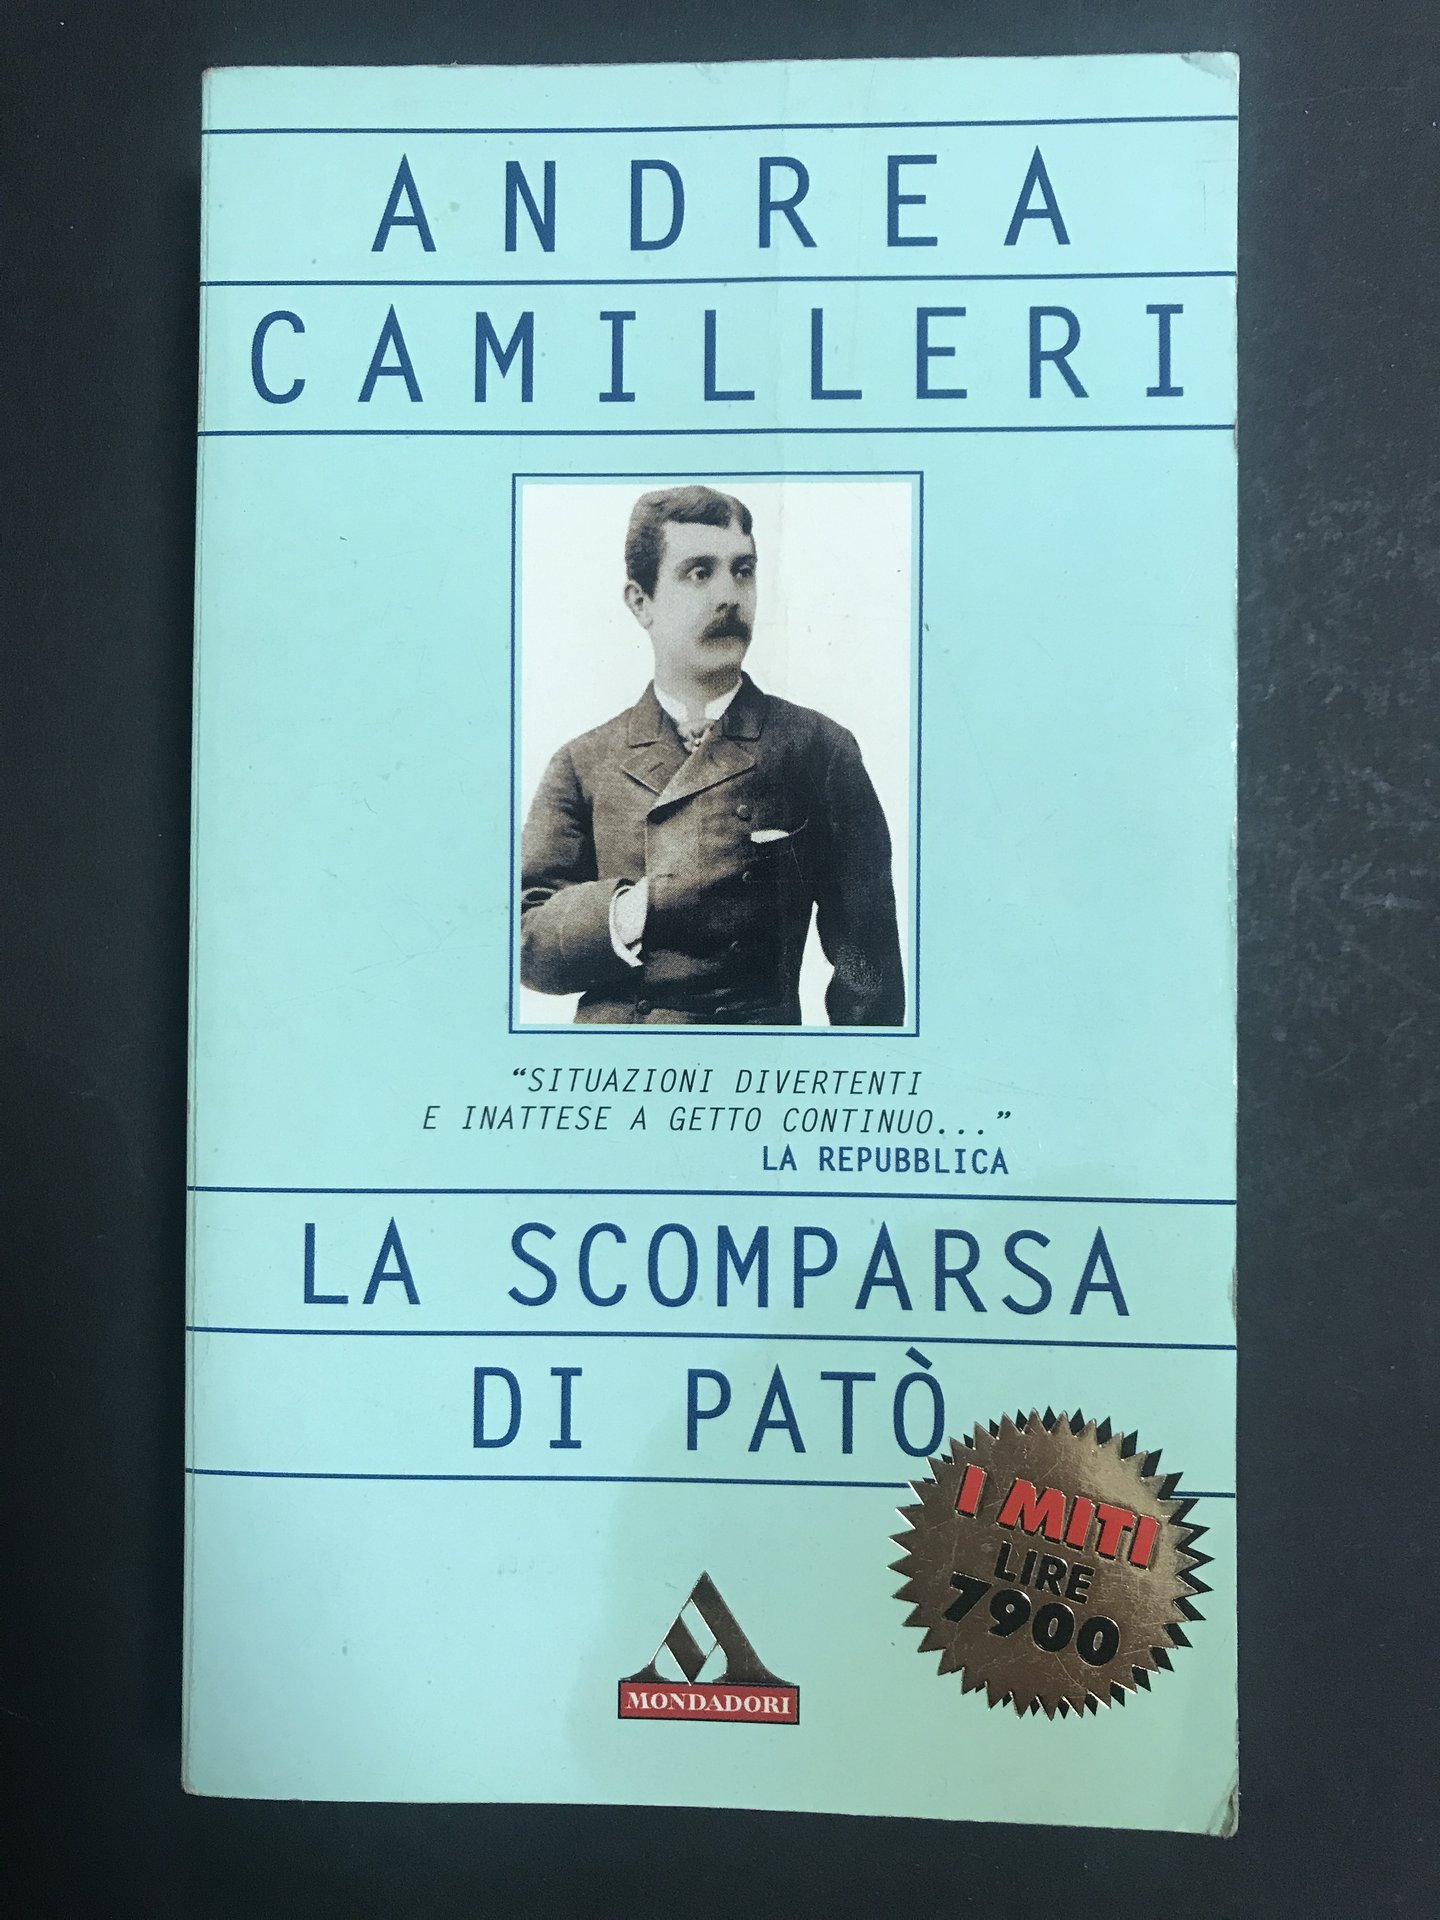 ANDREA
CAMILLERI
“SITUAZIONI DIVERTENTI
E INATTESE A GETTO CONTINUO...”
LA REPUBBLICA
LA SCOMPARSA
DI PATÒ
I MITI
LIRE
7900
MONDADORI